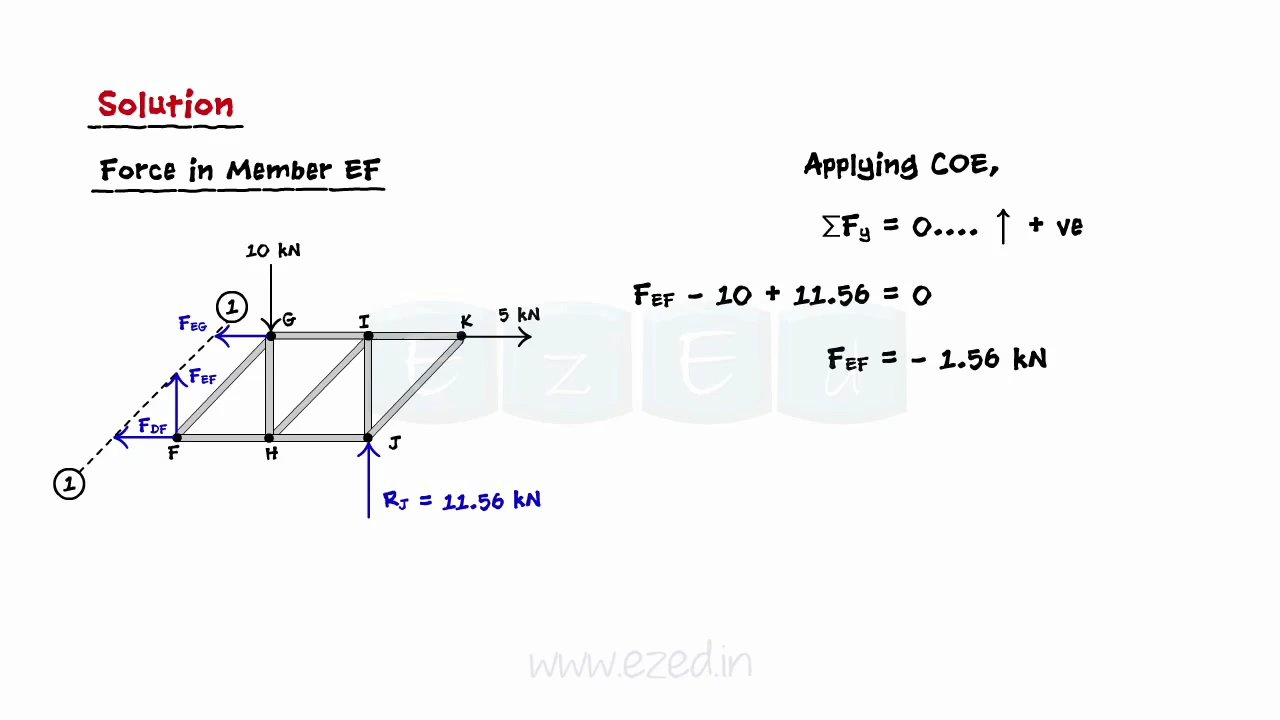 Solution
Force in Member EF
10 kN
1
G
I
K
5 kN
FEG
FEF
FDF
F
H
J
1
RJ = 11.56 kN
Applying COE,
ΣFy = 0.... ↑ + ve
FEF - 10 + 11.56 = 0
FEF = - 1.56 kN
EzEd
www.ezed.in